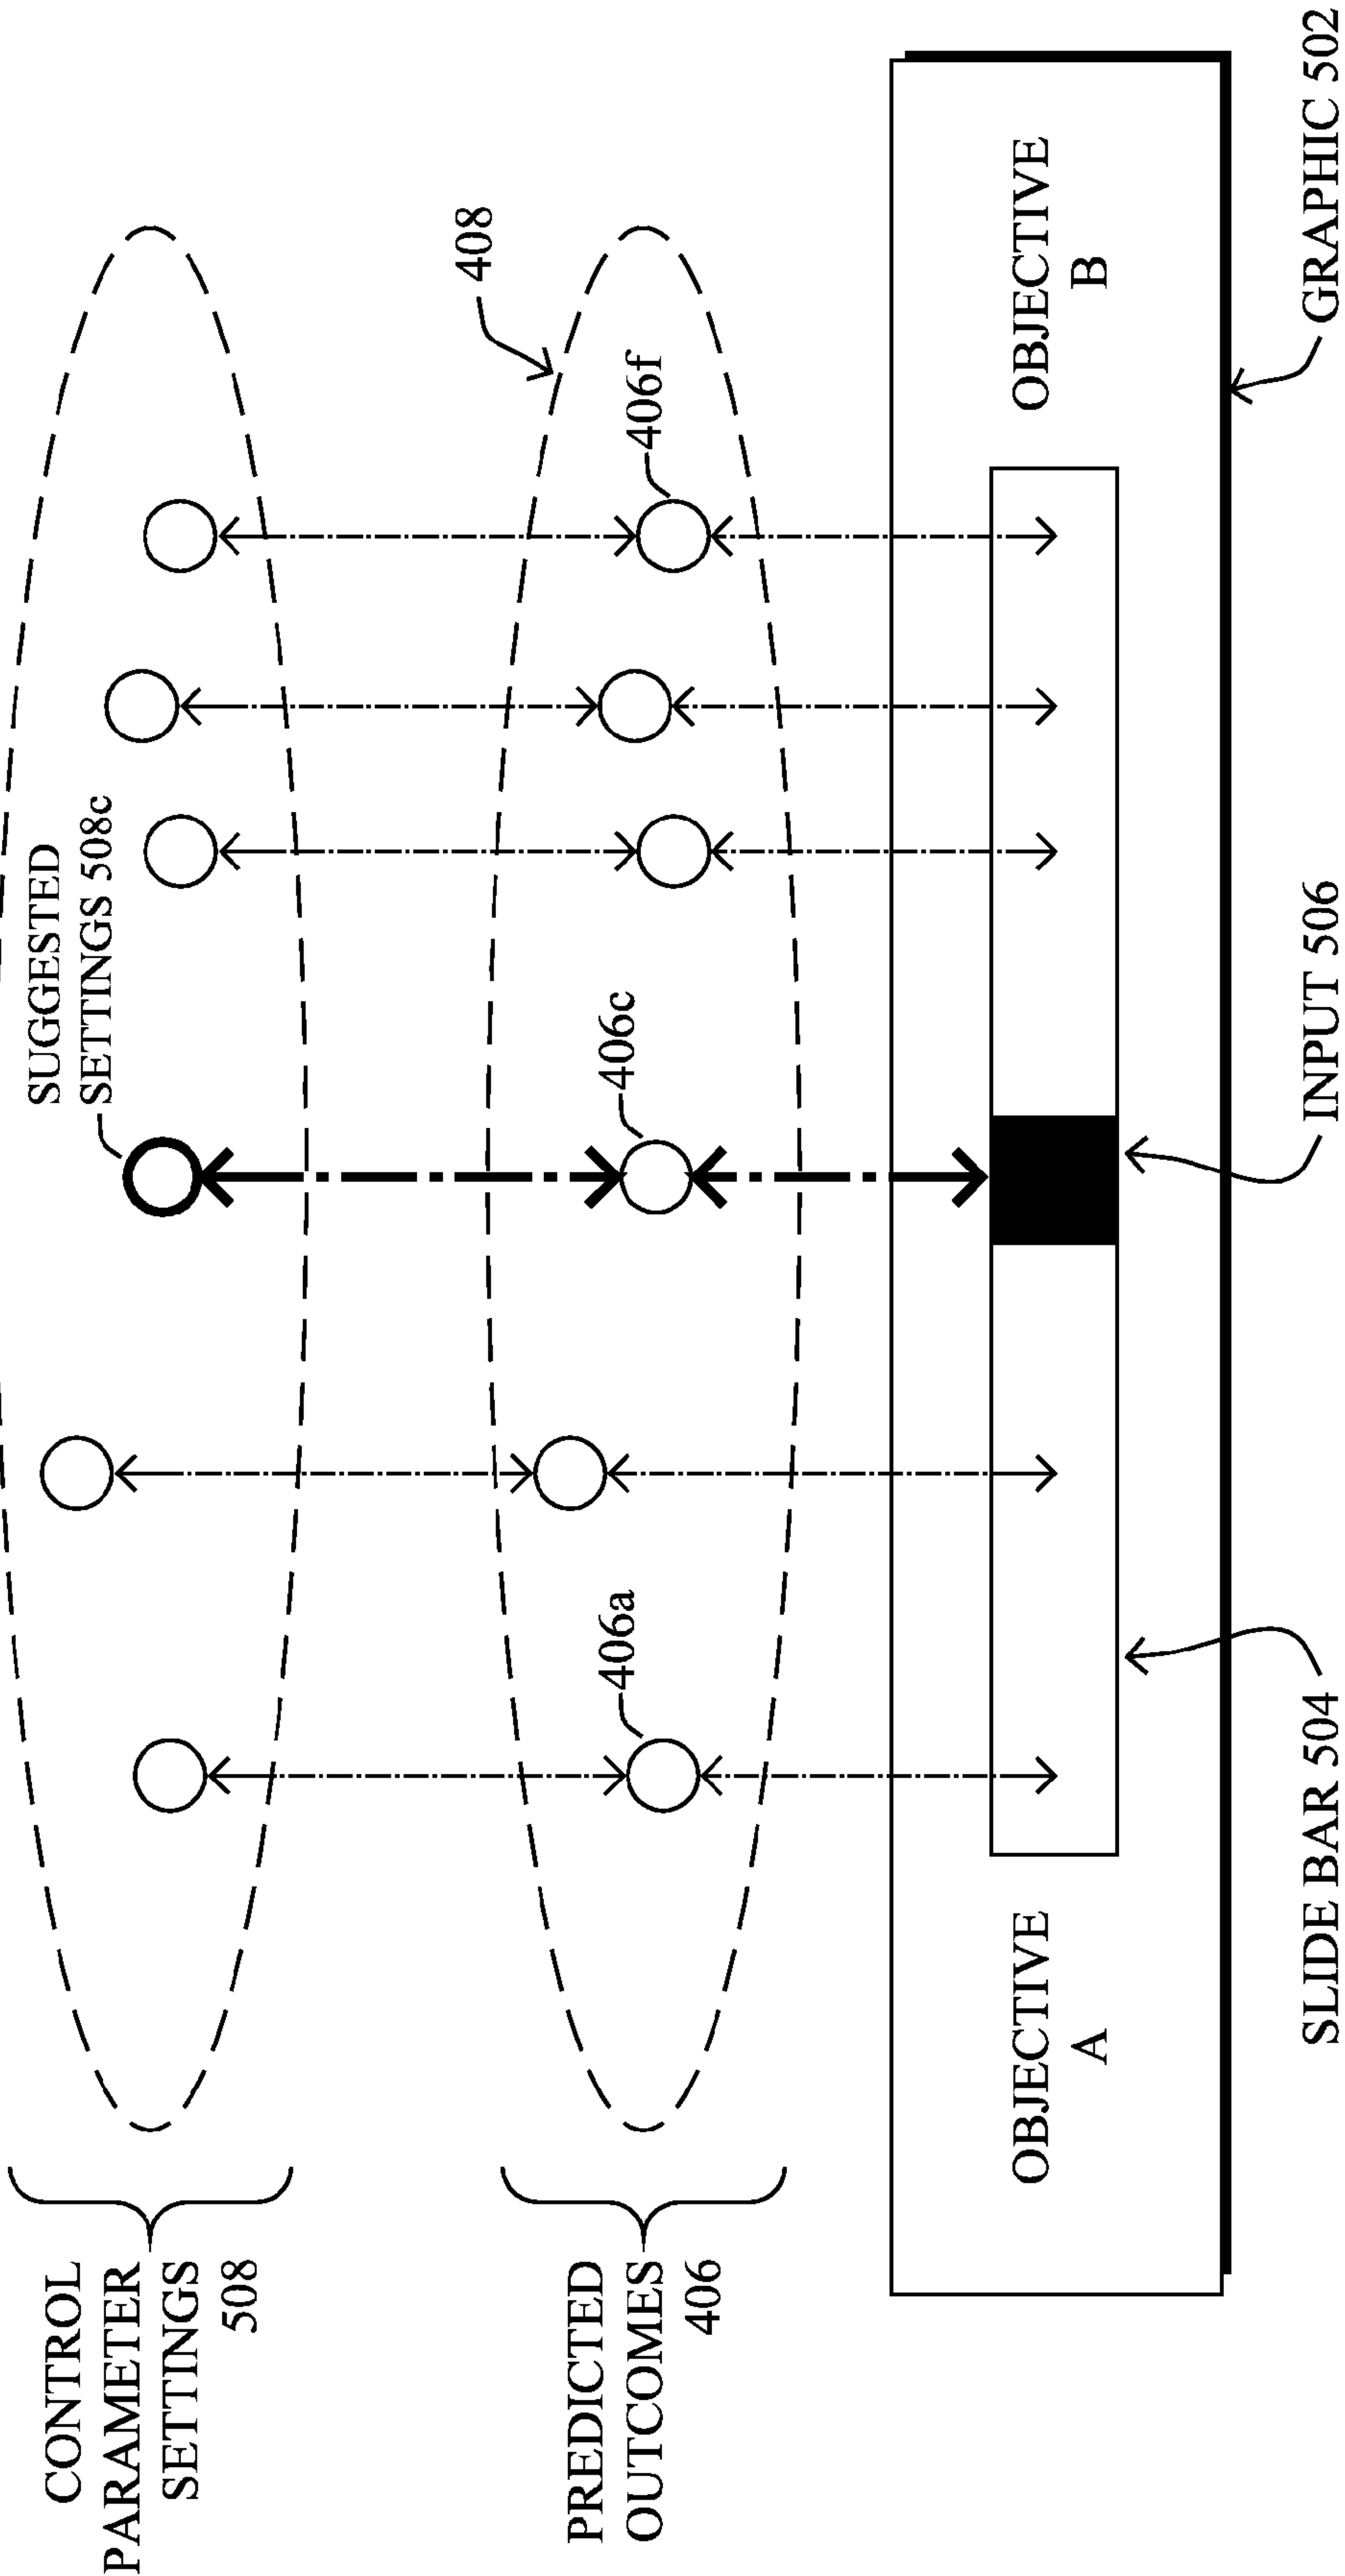 CONTROL
PARAMETER
SETTINGS
508
SUGGESTED
SETTINGS 508c
PREDICTED
OUTCOMES
406
406a
406c
406f
408
OBJECTIVE
A
OBJECTIVE
B
SLIDE BAR 504
INPUT 506
GRAPHIC 502